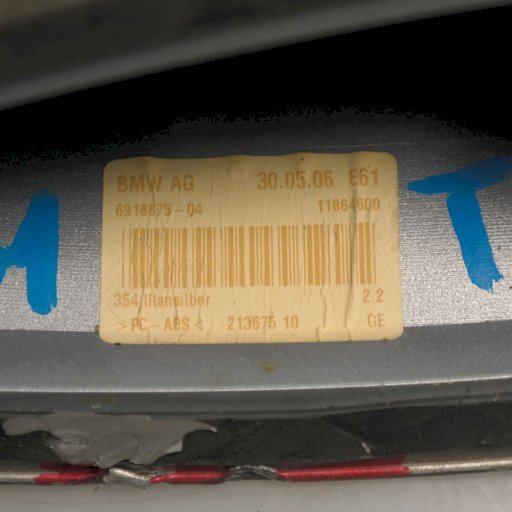 BMW AG 30.05.06 E61
6916875-04 11864600
354 titansilber 2.2
>PC-ABS< 213675 10 GE
T